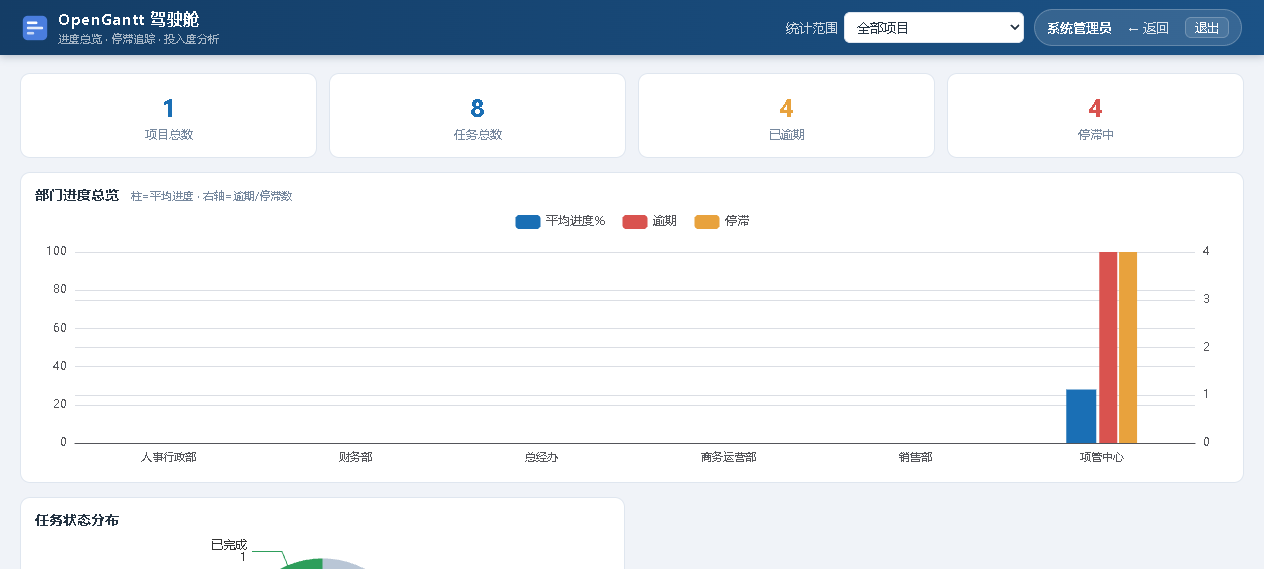 OpenGantt 驾驶舱
进度总览 · 停滞追踪 · 投入度分析
统计范围
全部项目
系统管理员
← 返回
退出
1
项目总数
8
任务总数
4
已逾期
4
停滞中
部门进度总览 柱=平均进度 · 右轴=逾期/停滞数
平均进度% 逾期 停滞
100
80
60
40
20
0
4
3
2
1
0
人事行政部 财务部 总经办 商务运营部 销售部 项管中心
任务状态分布
已完成
1